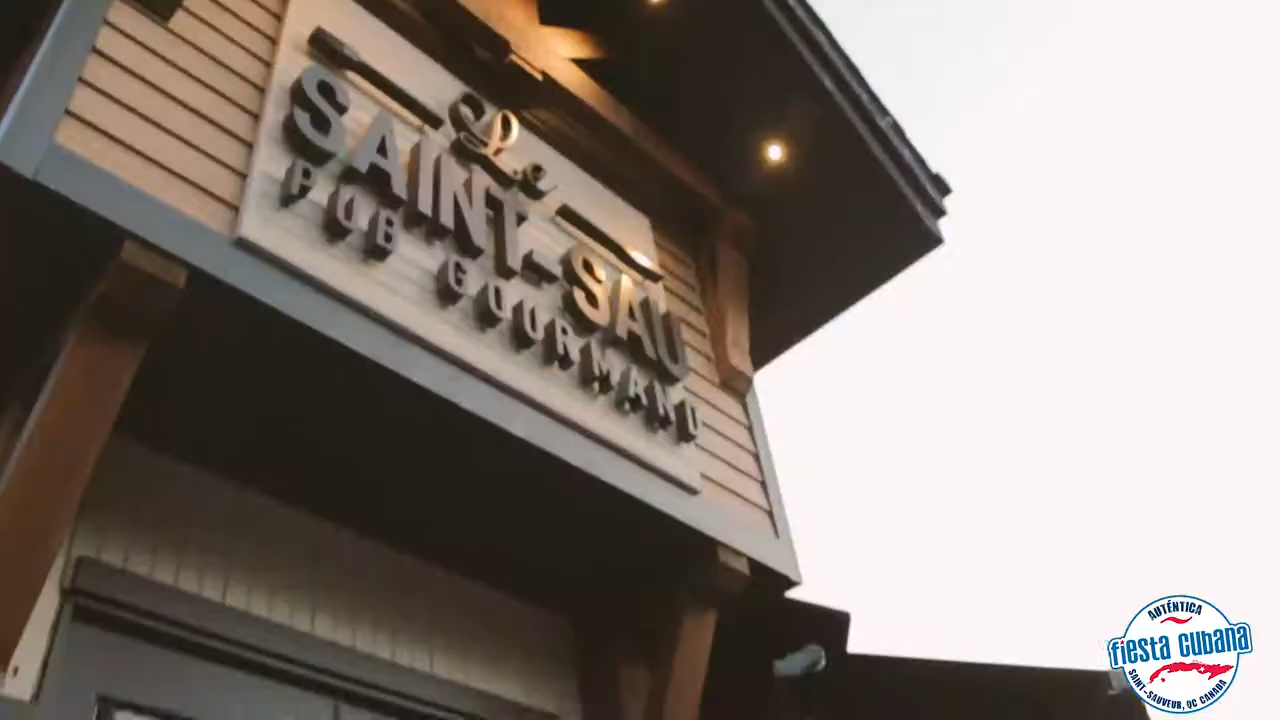 Le
SAINT-SAU
PUB GOURMAND
AUTÉNTICA
fiesta cubana
SAINT-SAUVEUR, QC CANADA